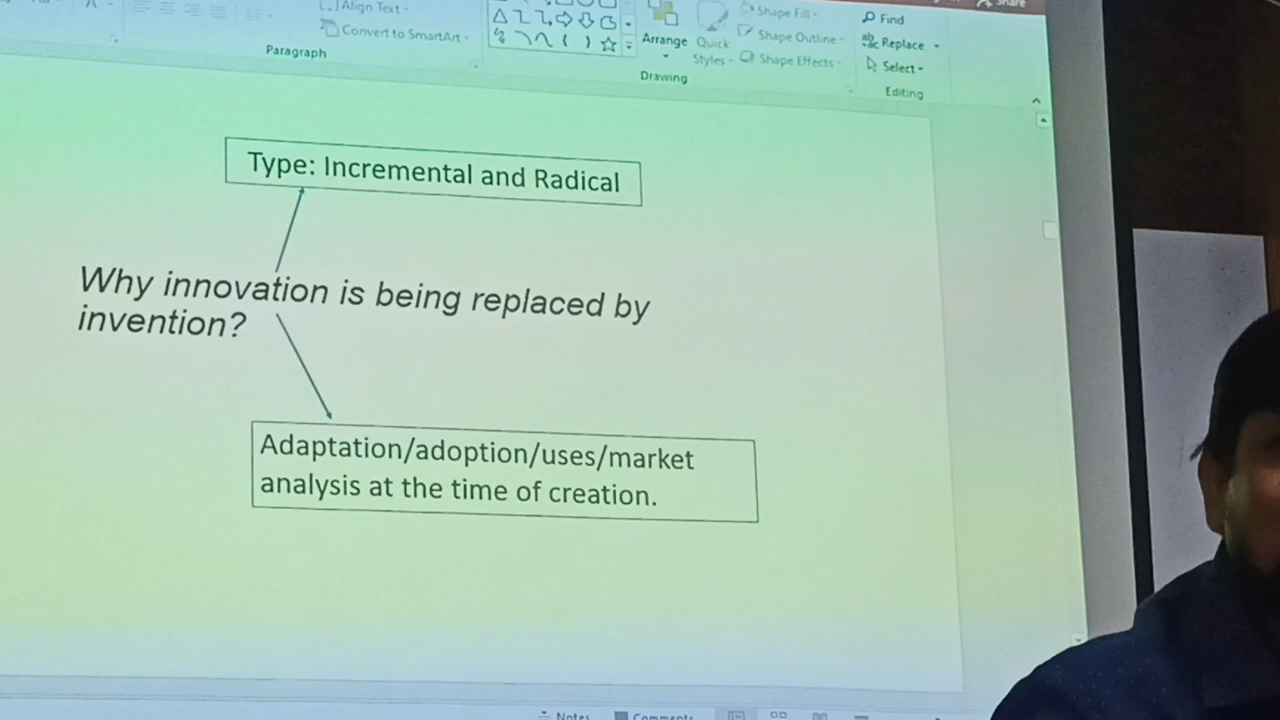 Share
Align Text
Convert to SmartArt
Paragraph
Arrange
Quick
Styles
Drawing
Shape Fill
Shape Outline
Shape Effects
Find
Replace
Select
Editing
Type: Incremental and Radical
Why innovation is being replaced by
invention?
Adaptation/adoption/uses/market
analysis at the time of creation.
Notes
Comments